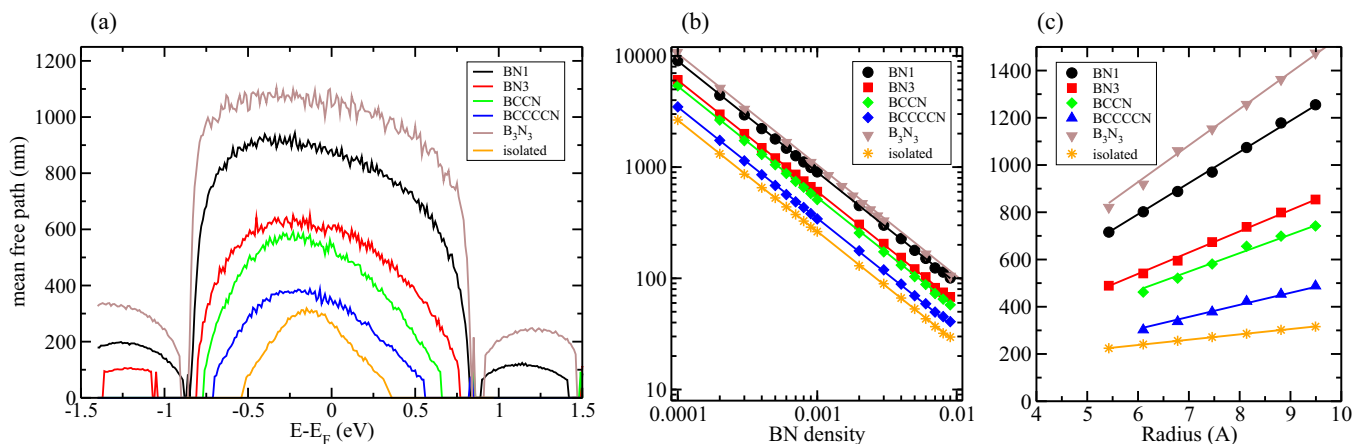 (a)
(b)
(c)
mean free path (nm)
1200
1000
800
600
400
200
0
BN1
BN3
BCCN
BCCCCN
B₃N₃
isolated
-1.5
-1
-0.5
0
0.5
1
1.5
E-E_F (eV)
10000
1000
100
10
BN1
BN3
BCCN
BCCCCN
B₃N₃
isolated
0.0001
0.001
0.01
BN density
1400
1200
1000
800
600
400
200
0
BN1
BN3
BCCN
BCCCCN
B₃N₃
isolated
4
5
6
7
8
9
10
Radius (A)